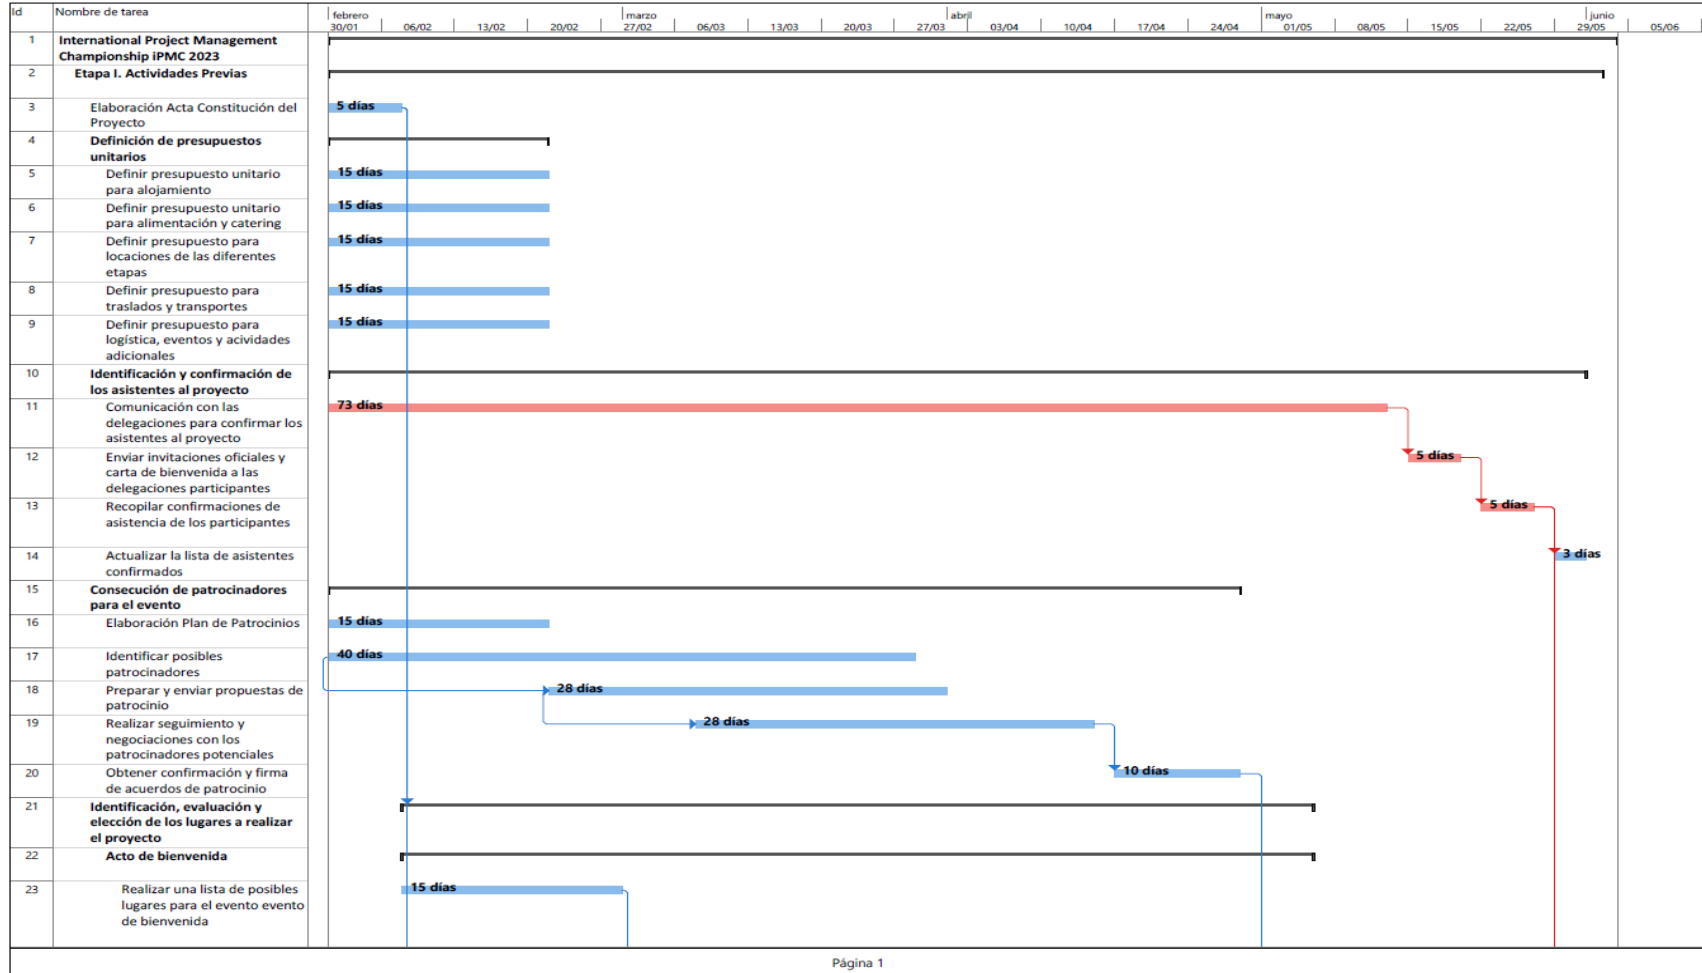 Id Nombre de tarea febrero marzo abril mayo junio
30/01 06/02 13/02 20/02 27/02 06/03 13/03 20/03 27/03 03/04 10/04 17/04 24/04 01/05 08/05 15/05 22/05 29/05 05/06
1 International Project Management
Championship iPMC 2023
2 Etapa I. Actividades Previas
3 Elaboración Acta Constitución del 5 días
Proyecto
4 Definición de presupuestos
unitarios
5 Definir presupuesto unitario 15 días
para alojamiento
6 Definir presupuesto unitario 15 días
para alimentación y catering
7 Definir presupuesto para 15 días
locaciones de las diferentes
etapas
8 Definir presupuesto para 15 días
traslados y transportes
9 Definir presupuesto para 15 días
logística, eventos y acividades
adicionales
10 Identificación y confirmación de
los asistentes al proyecto
11 Comunicación con las 73 días
delegaciones para confirmar los
asistentes al proyecto
12 Enviar invitaciones oficiales y 5 días
carta de bienvenida a las
delegaciones participantes
13 Recopilar confirmaciones de 5 días
asistencia de los participantes
14 Actualizar la lista de asistentes 3 días
confirmados
15 Consecución de patrocinadores
para el evento
16 Elaboración Plan de Patrocinios 15 días
17 Identificar posibles 40 días
patrocinadores
18 Preparar y enviar propuestas de 28 días
patrocinio
19 Realizar seguimiento y 28 días
negociaciones con los
patrocinadores potenciales
20 Obtener confirmación y firma 10 días
de acuerdos de patrocinio
21 Identificación, evaluación y
elección de los lugares a realizar
el proyecto
22 Acto de bienvenida
23 Realizar una lista de posibles 15 días
lugares para el evento evento
de bienvenida
Página 1